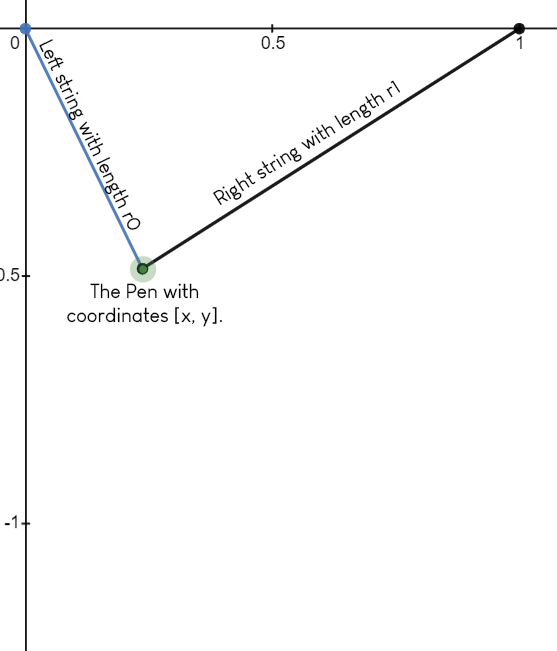 0
0.5
1
Left string with length r0
Right string with length r1
0.5
The Pen with
coordinates [x, y].
-1